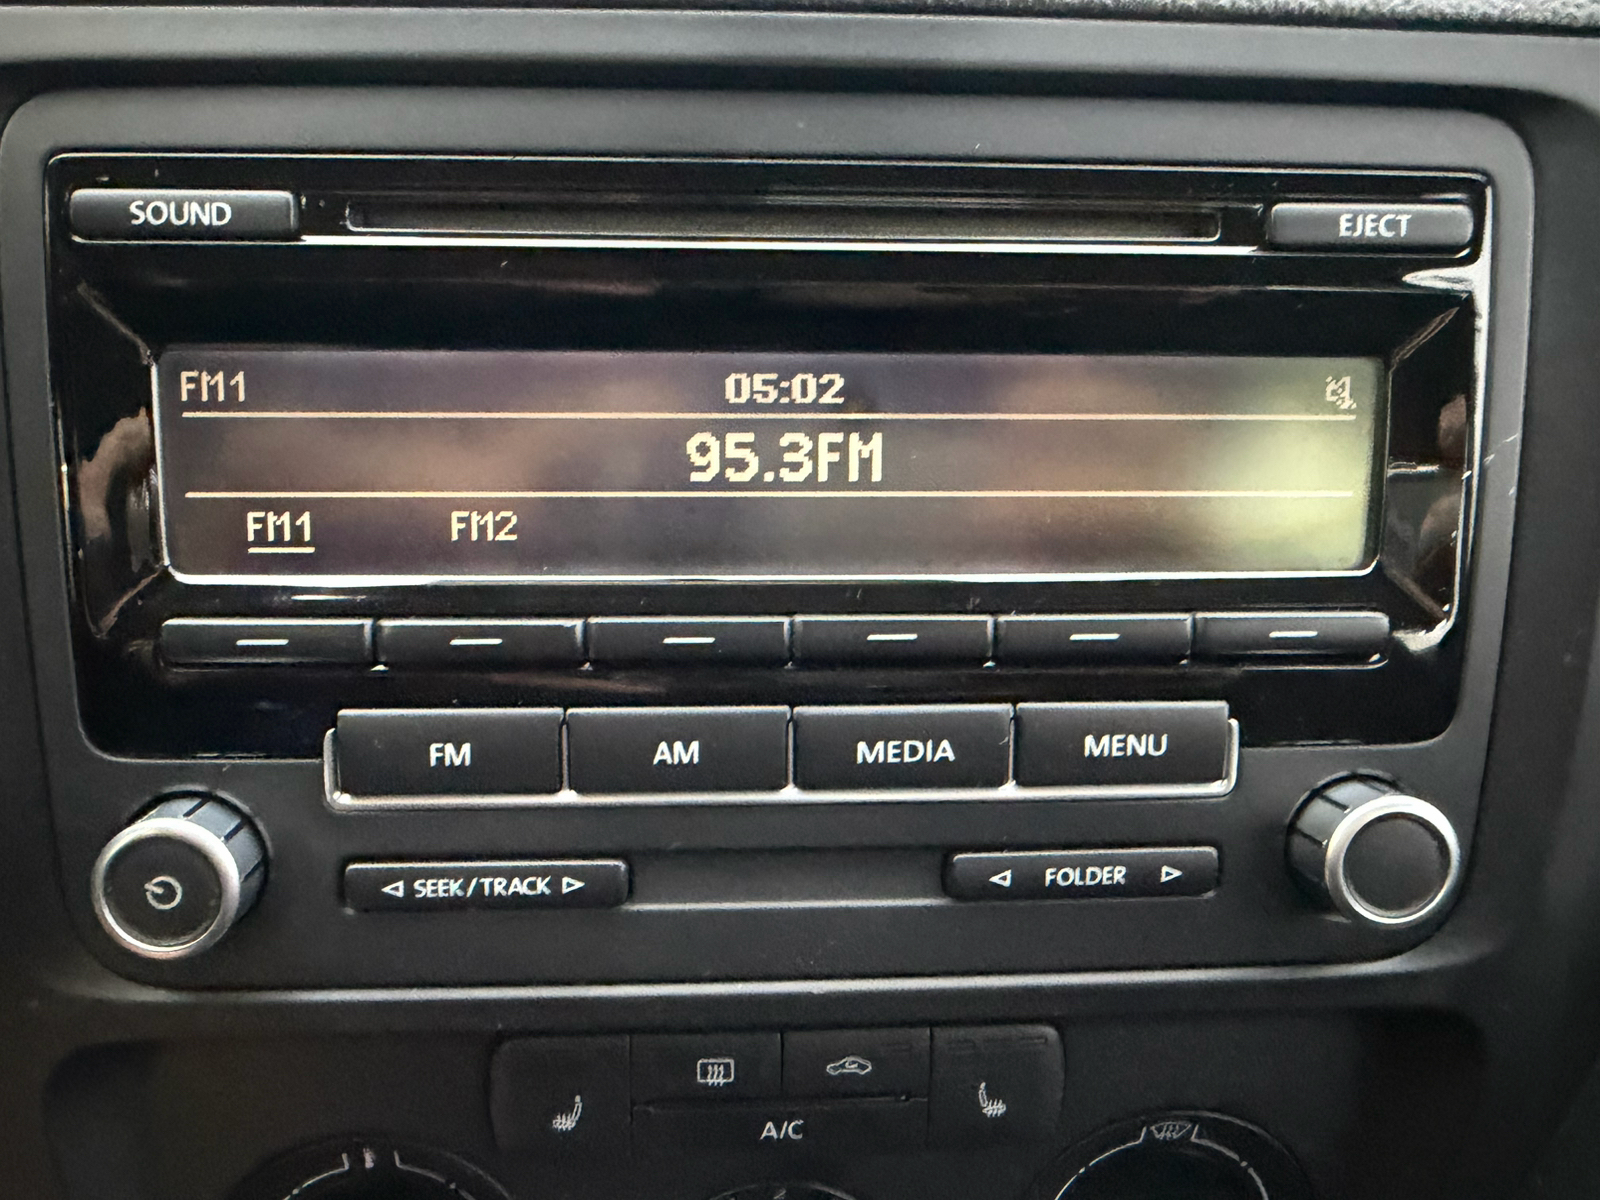 SOUND
EJECT
FM1 05:02
95.3FM
FM1 FM2
FM AM MEDIA MENU
SEEK/TRACK FOLDER
A/C